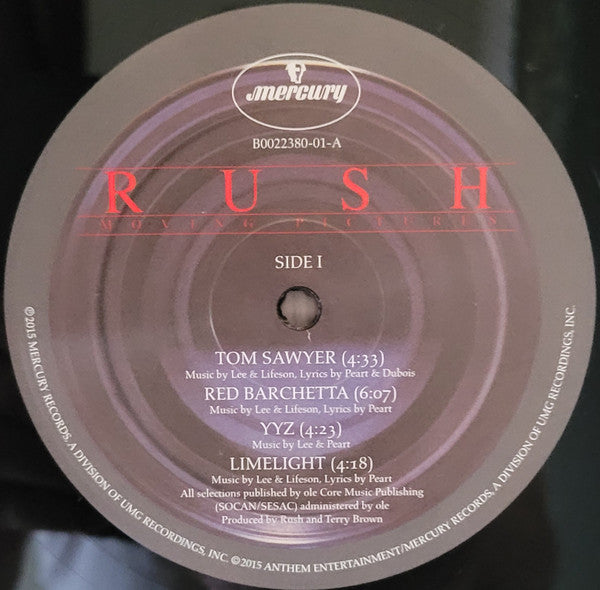 mercury
B0022380-01-A
RUSH
MOVING PICTURES
SIDE I
TOM SAWYER (4:33)
Music by Lee & Lifeson, Lyrics by Peart & Dubois
RED BARCHETTA (6:07)
Music by Lee & Lifeson, Lyrics by Peart
YYZ (4:23)
Music by Lee & Peart
LIMELIGHT (4:18)
Music by Lee & Lifeson, Lyrics by Peart
All selections published by ole Core Music Publishing
(SOCAN/SESAC) administered by ole
Produced by Rush and Terry Brown
©2015 MERCURY RECORDS, A DIVISION OF UMG RECORDINGS, INC. ©2015 ANTHEM ENTERTAINMENT/MERCURY RECORDS, A DIVISION OF UMG RECORDINGS, INC.